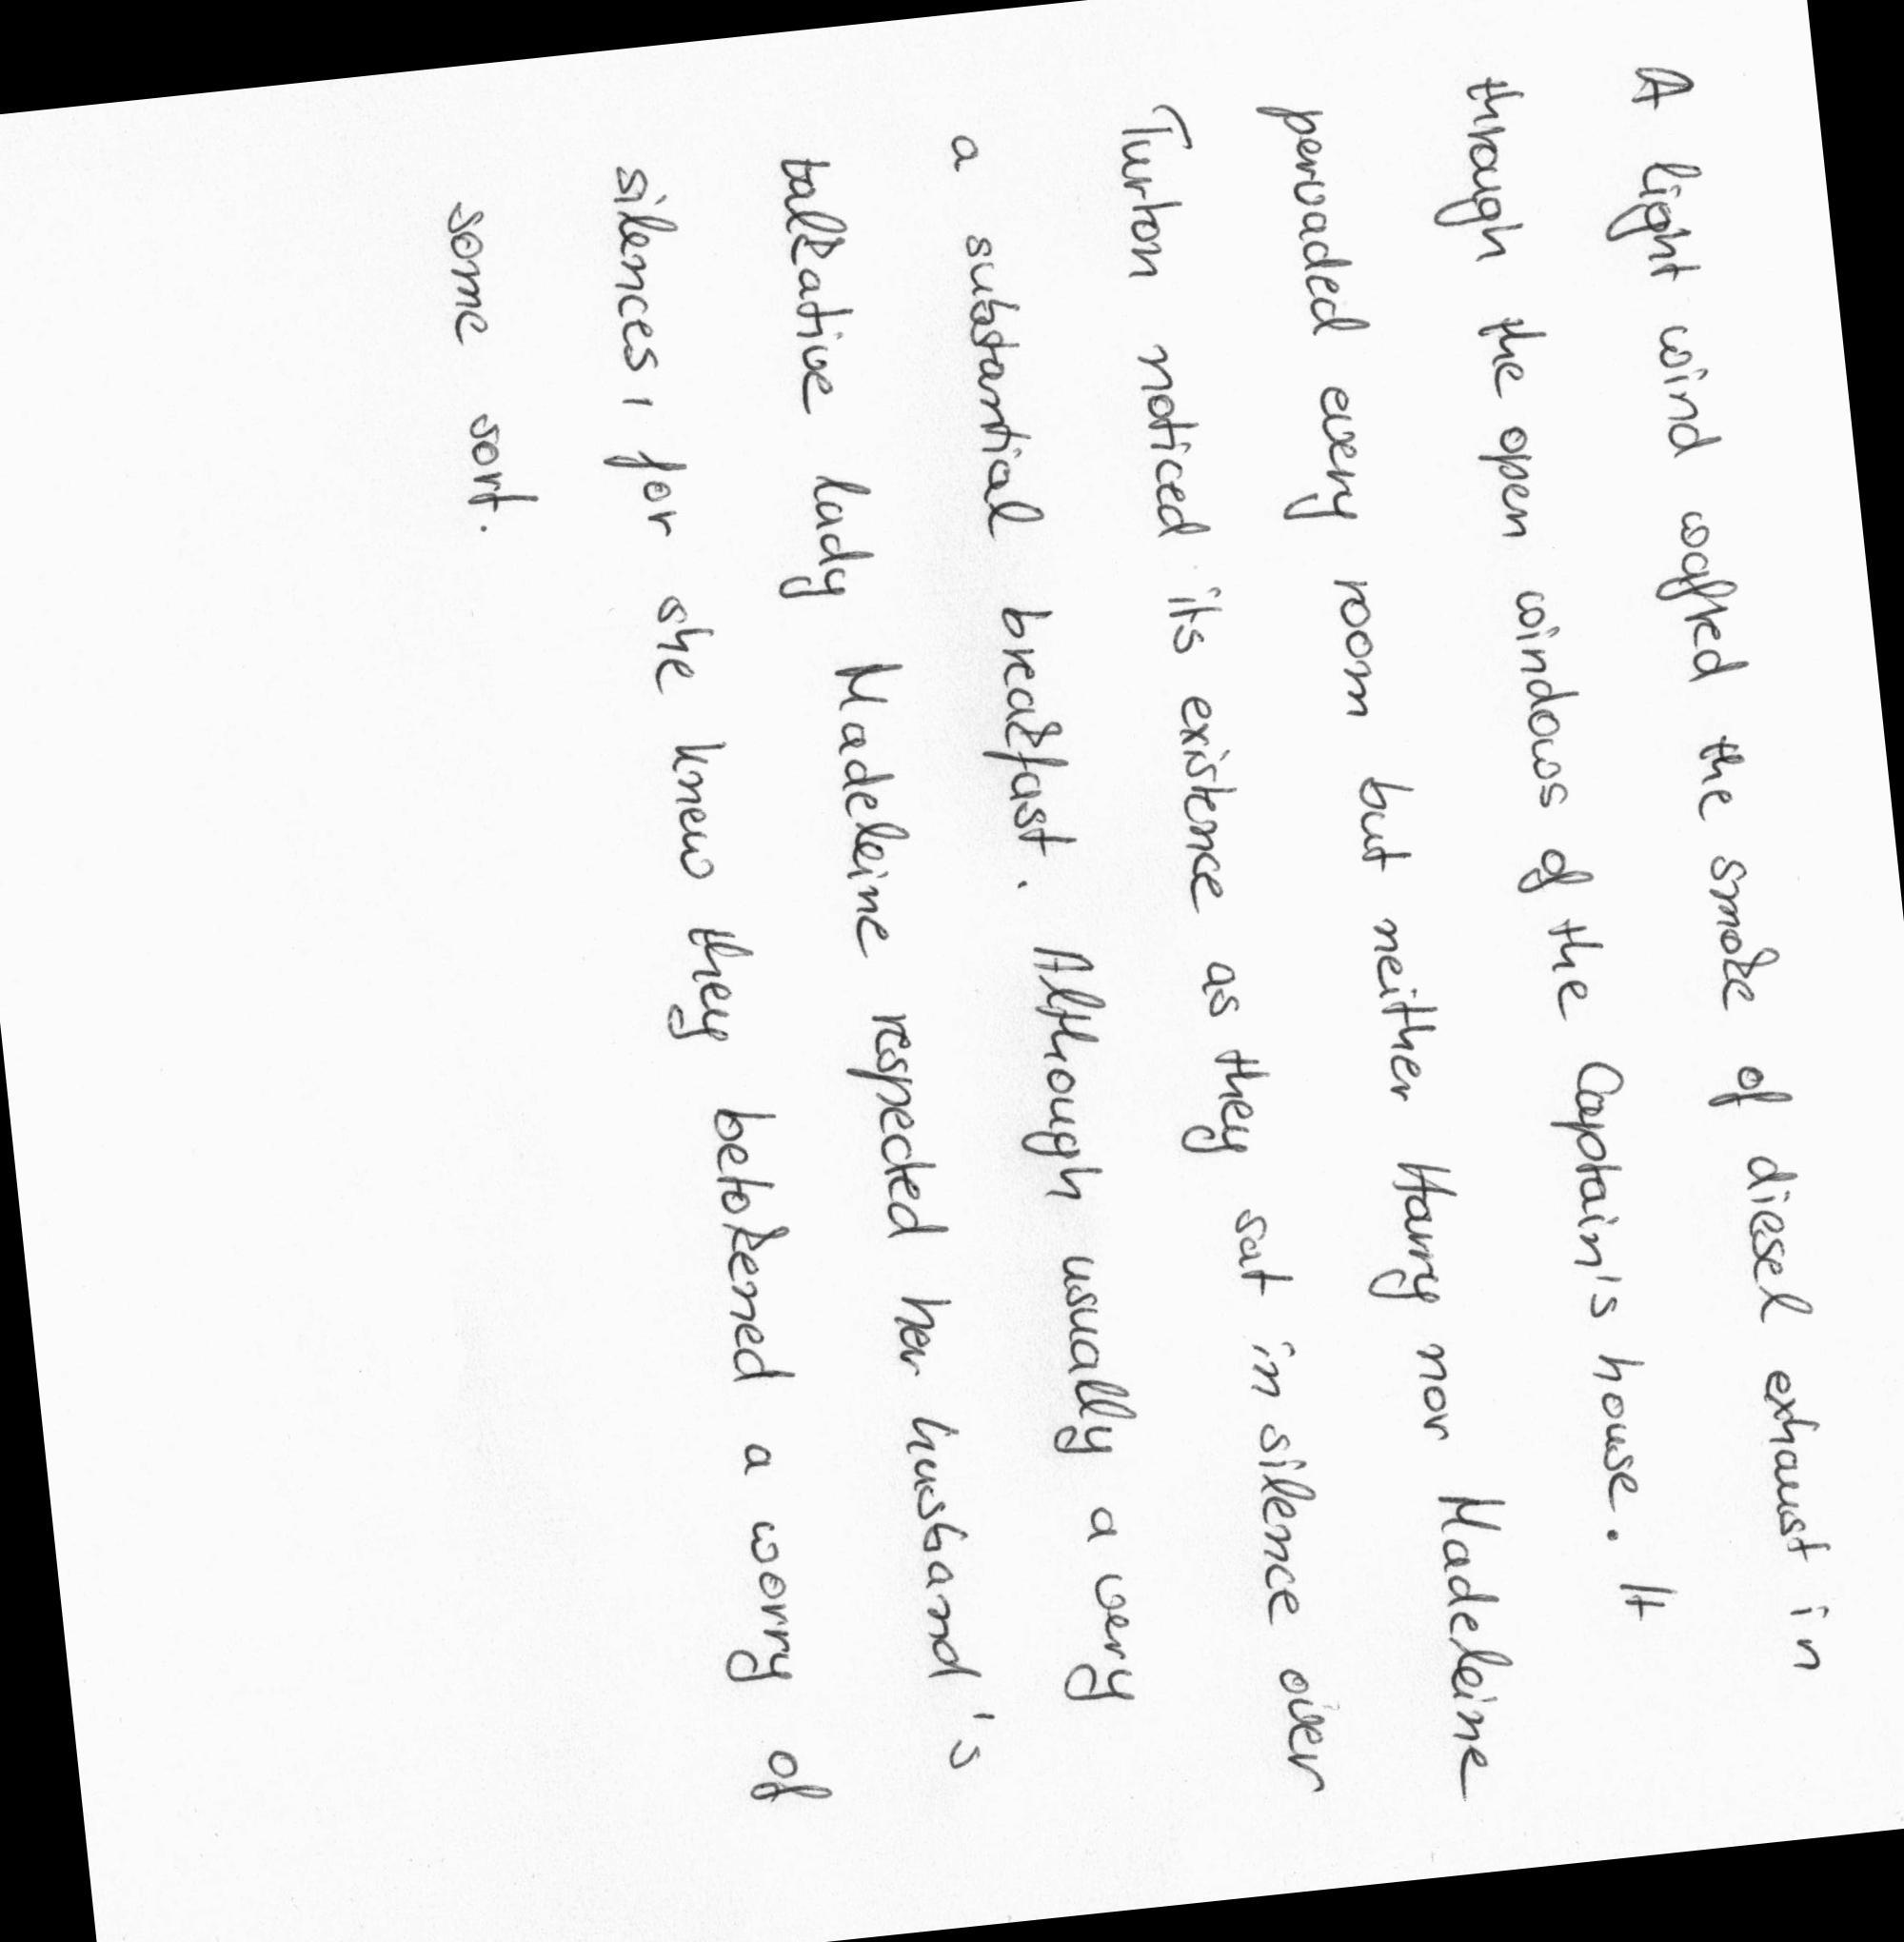 A light wind wafted the smoke of diesel exhaust in
through the open windows of the Captain's house. It
pervaded every room but neither Harry nor Madeleine
Turton noticed its existence as they sat in silence over
a substantial breakfast. Although usually a very
talkative lady Madeleine respected her husband's
silences, for she knew they betokened a worry of
some sort.